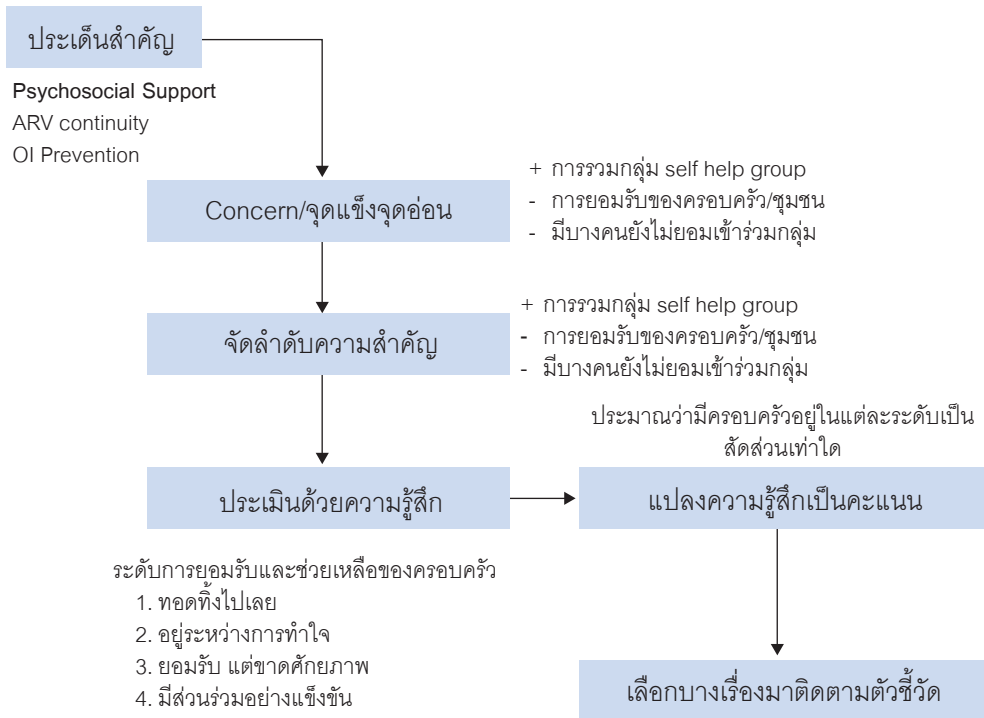 ประเด็นสำคัญ
Psychosocial Support
ARV continuity
OI Prevention
Concern/จุดแข็งจุดอ่อน
+ การรวมกลุ่ม self help group
- การยอมรับของครอบครัว/ชุมชน
- มีบางคนยังไม่ยอมเข้าร่วมกลุ่ม
จัดลำดับความสำคัญ
+ การรวมกลุ่ม self help group
- การยอมรับของครอบครัว/ชุมชน
- มีบางคนยังไม่ยอมเข้าร่วมกลุ่ม
ประมาณว่ามีครอบครัวอยู่ในแต่ละระดับเป็น
สัดส่วนเท่าใด
ประเมินด้วยความรู้สึก
แปลงความรู้สึกเป็นคะแนน
ระดับการยอมรับและช่วยเหลือของครอบครัว
1. ทอดทิ้งไปเลย
2. อยู่ระหว่างการทำใจ
3. ยอมรับ แต่ขาดศักยภาพ
4. มีส่วนร่วมอย่างแข็งขัน
เลือกบางเรื่องมาติดตามตัวชี้วัด